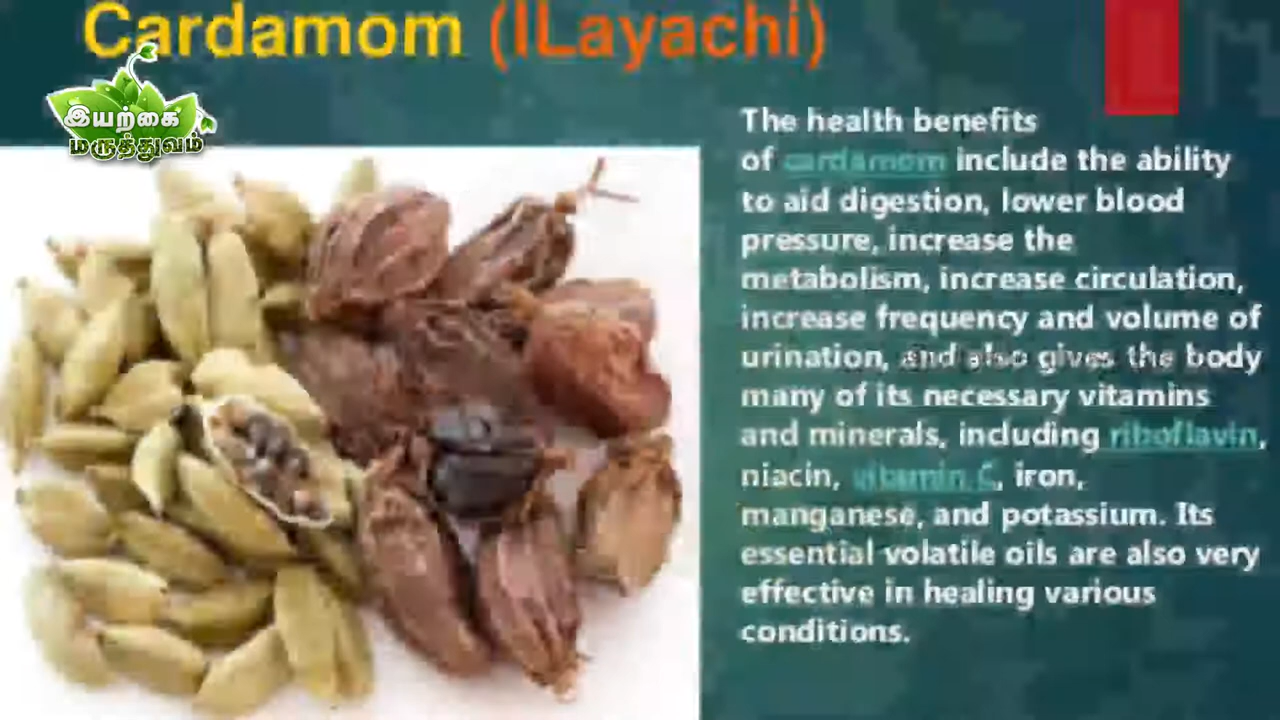 Cardamom (ILayachi)
இயற்கை
மருத்துவம்
The health benefits
of cardamom include the ability
to aid digestion, lower blood
pressure, increase the
metabolism, increase circulation,
increase frequency and volume of
urination, and also gives the body
many of its necessary vitamins
and minerals, including riboflavin,
niacin, vitamin C, iron,
manganese, and potassium. Its
essential volatile oils are also very
effective in healing various
conditions.